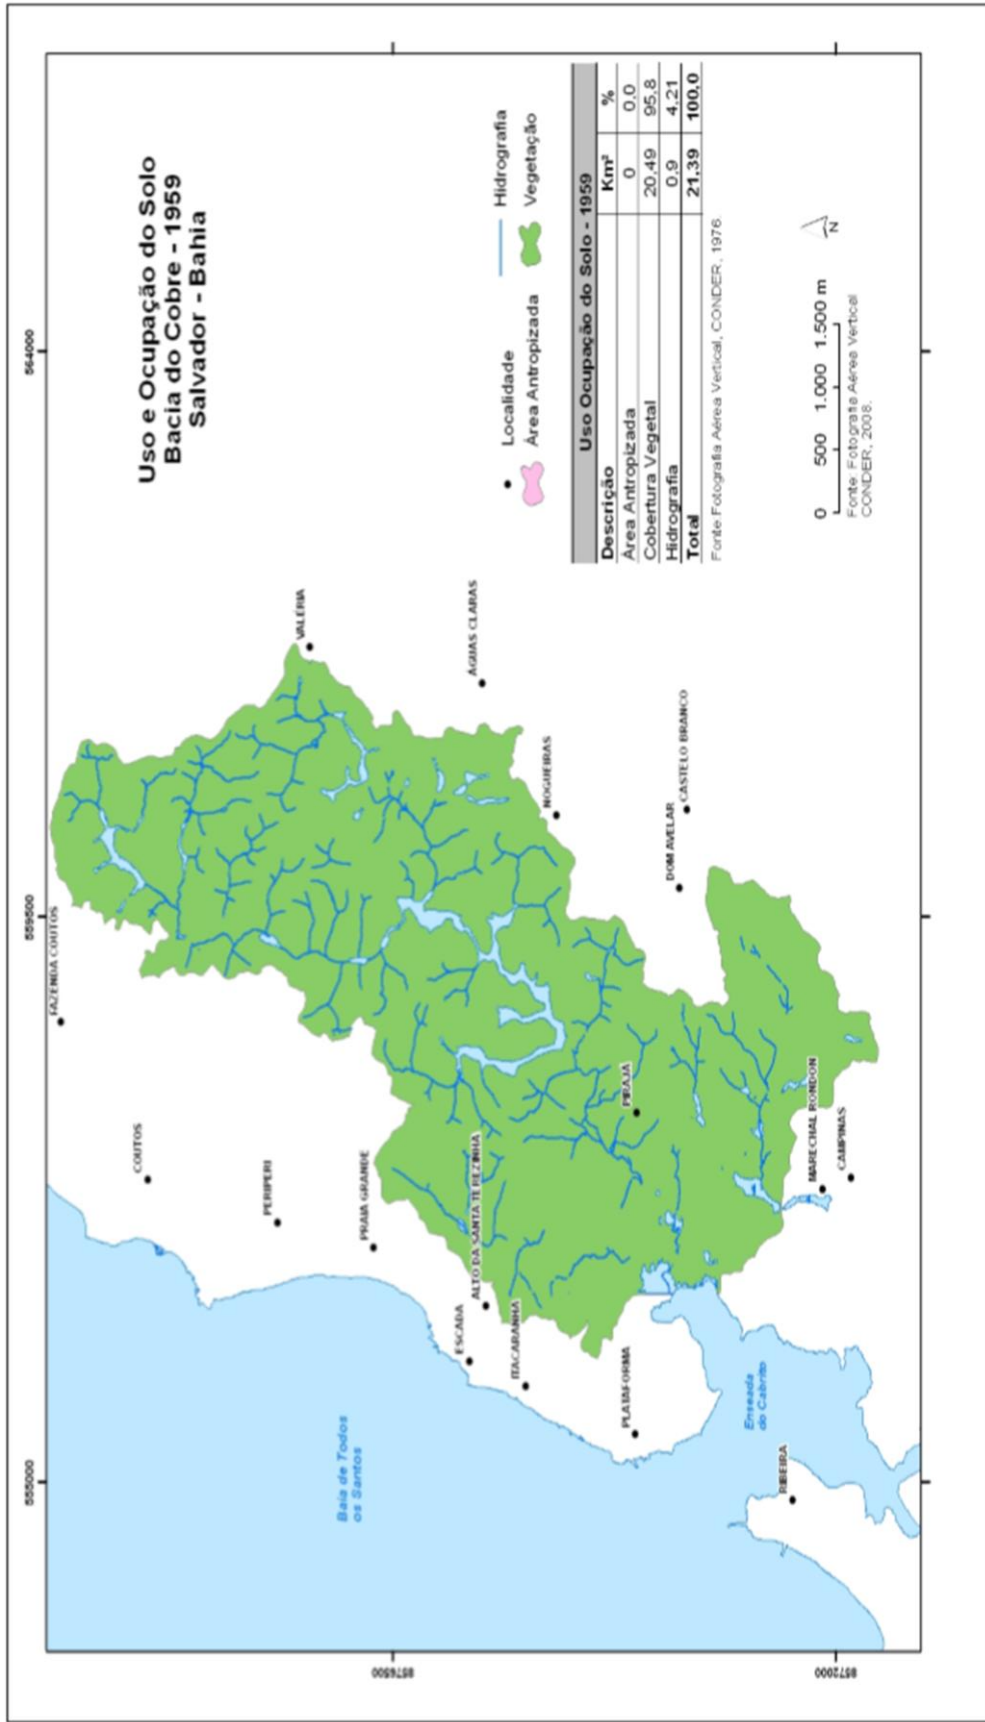 Uso e Ocupação do Solo
Bacia do Cobre - 1959
Salvador - Bahia
Localidade
Hidrografia
Área Antropizada
Vegetação
Uso Ocupação do Solo - 1959
Descrição Km² %
Área Antropizada 0 0,0
Cobertura Vegetal 20,49 95,8
Hidrografia 0,9 4,21
Total 21,39 100,0
Fonte:Fotografia Aérea Vertical, CONDER, 1976.
0 500 1.000 1.500 m
N
Fonte: Fotografia Aérea Vertical
CONDER, 2008.
555000
559500
564000
8576500
8572000
FAZENDA COUTOS
COUTOS
PERIPERI
PRAIA GRANDE
VALÉRIA
ÁGUAS CLARAS
NOGUEIRAS
ALTO DA SANTA TEREZINHA
ESCADA
ITACARANHA
PLATAFORMA
PIRAJÁ
DOM AVELAR
CASTELO BRANCO
MARECHAL RONDON
CAMPINAS
RIBEIRA
Baía de Todos
os Santos
Enseada
do Cabrito